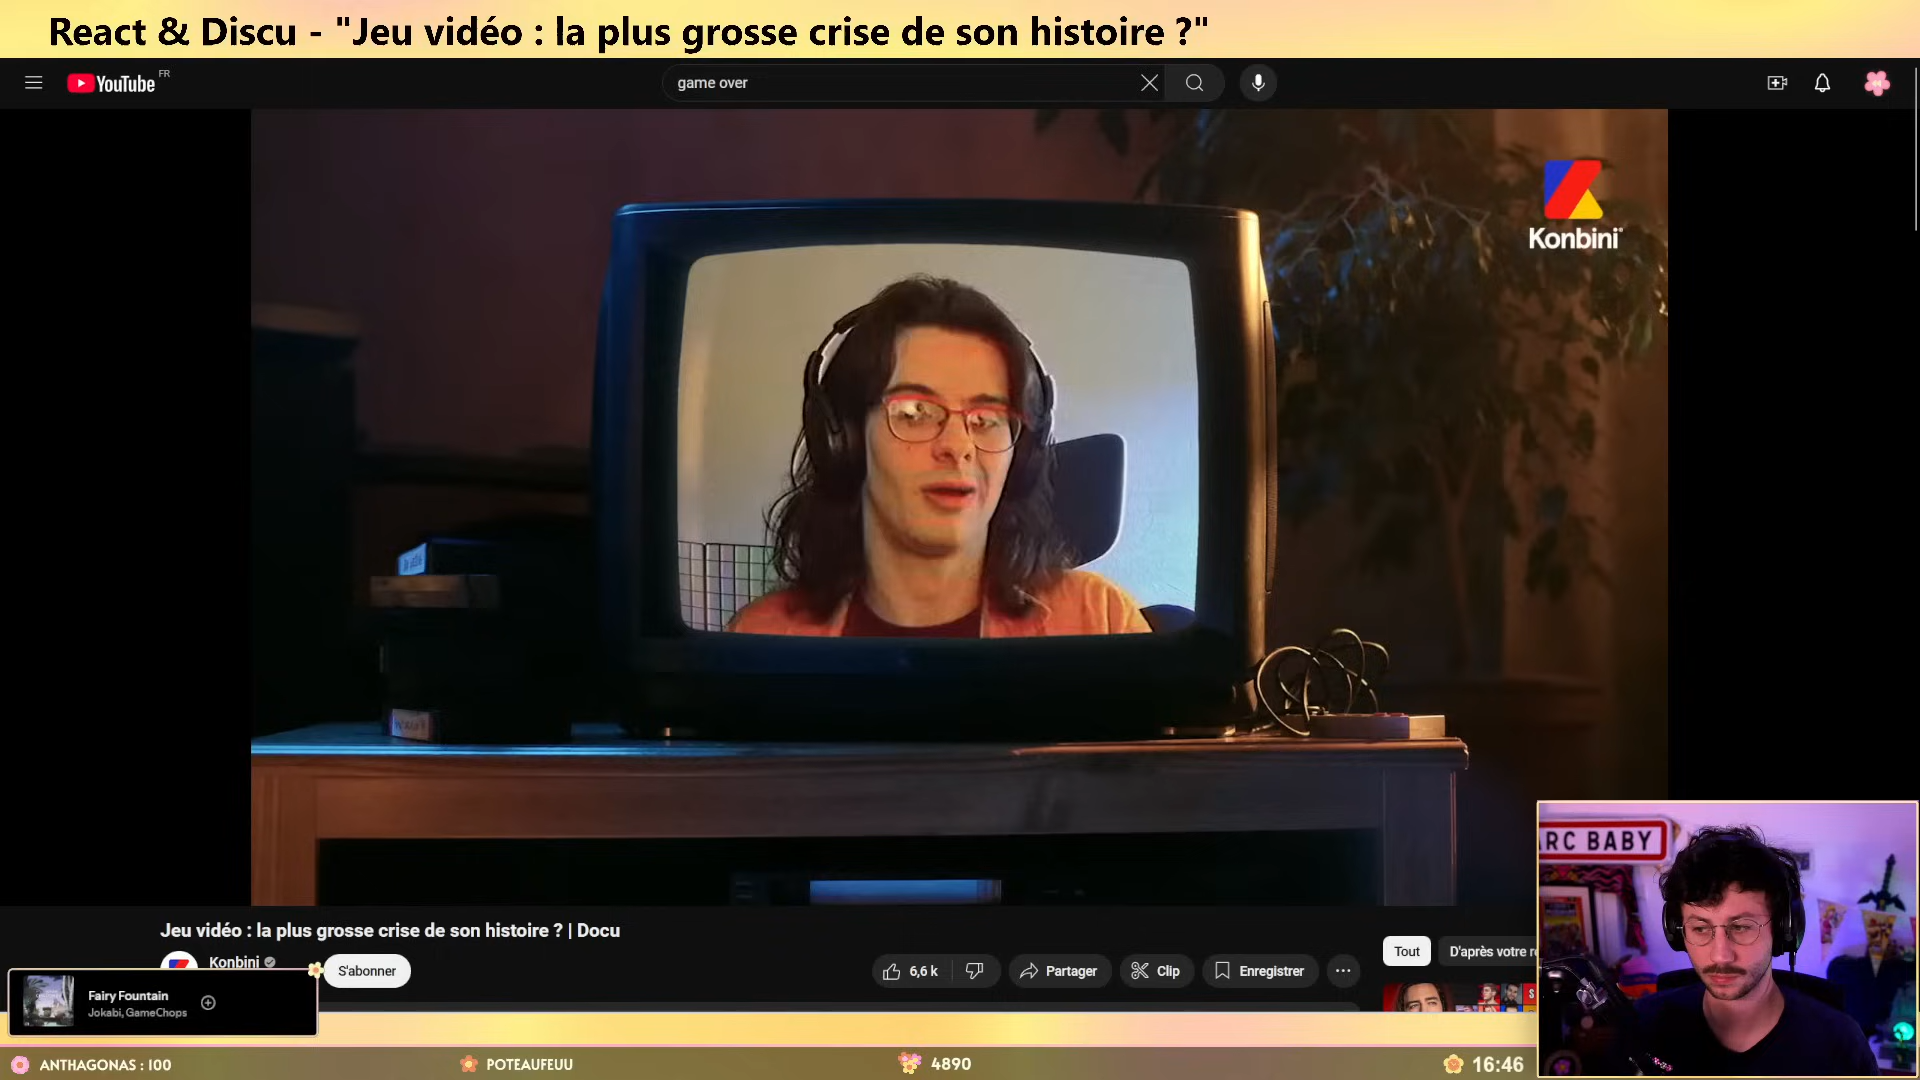 React & Discu - "Jeu vidéo : la plus grosse crise de son histoire ?"
YouTube FR
game over
Konbini
Jeu vidéo : la plus grosse crise de son histoire ? | Docu
Konbini
S'abonner
6,6 k
Partager
Clip
Enregistrer
Tout
D'après votre re
ARC BABY
Fairy Fountain
Jokabi, GameChops
ANTHAGONAS : 100
POTEAUFEUU
4890
16:46